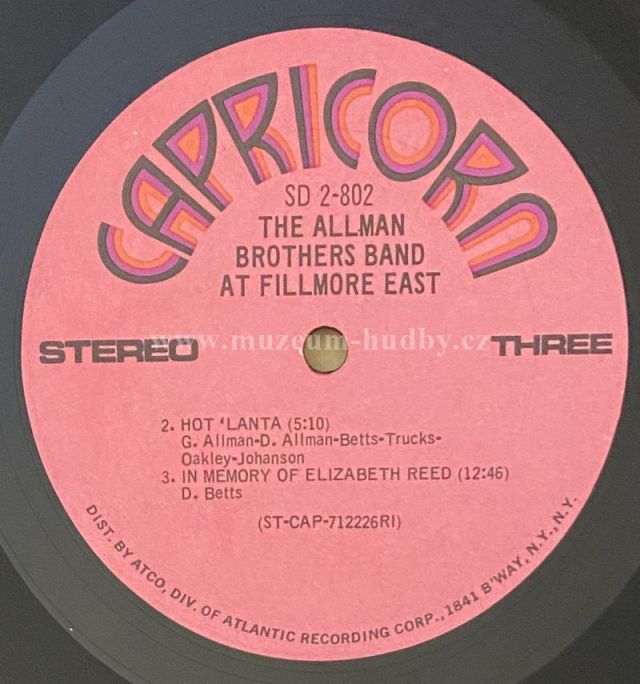 CAPRICORN
SD 2-802
THE ALLMAN
BROTHERS BAND
AT FILLMORE EAST
STEREO
www.muzeum-hudby.cz
THREE
2. HOT 'LANTA (5:10)
G. Allman-D. Allman-Betts-Trucks-
Oakley-Johanson
3. IN MEMORY OF ELIZABETH REED (12:46)
D. Betts
(ST-CAP-712226RI)
DIST. BY ATCO, DIV. OF ATLANTIC RECORDING CORP., 1841 B'WAY, N.Y., N.Y.